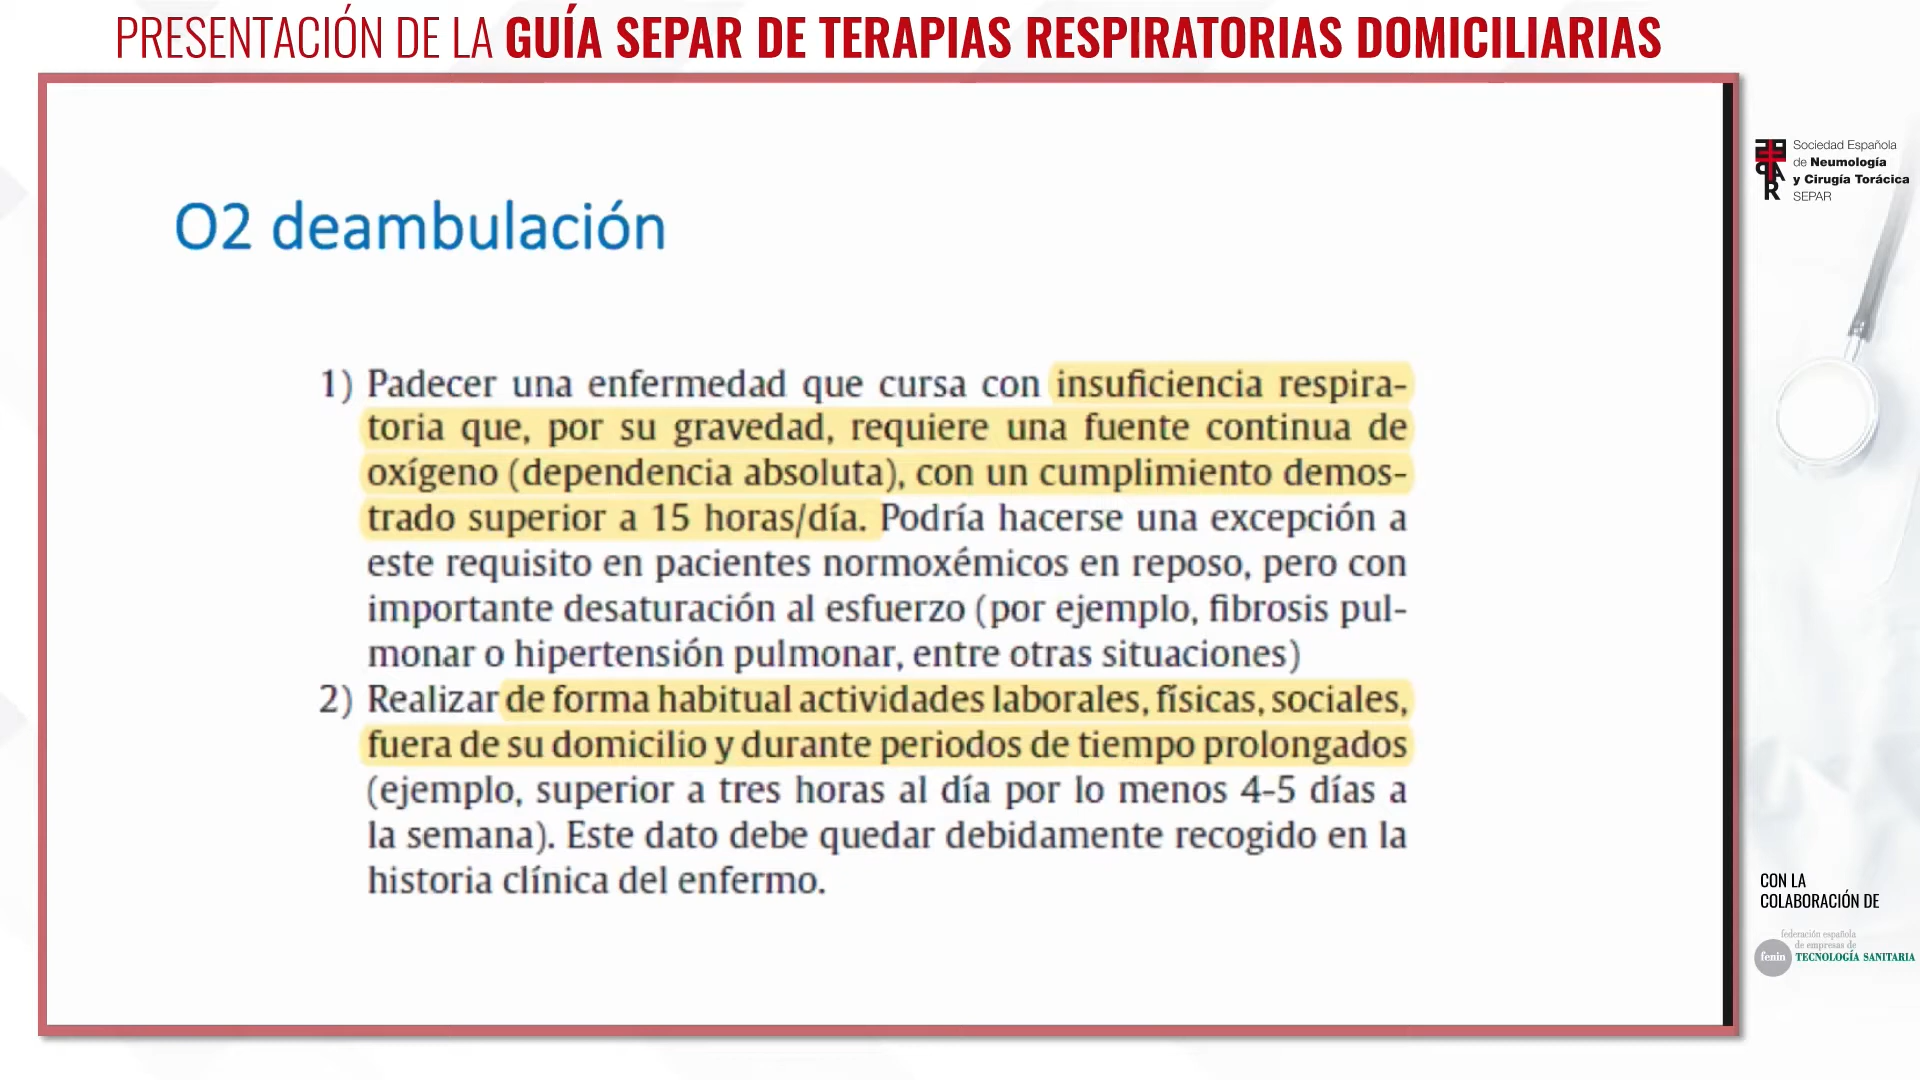 PRESENTACIÓN DE LA GUÍA SEPAR DE TERAPIAS RESPIRATORIAS DOMICILIARIAS
O2 deambulación
1) Padecer una enfermedad que cursa con insuficiencia respira-
toria que, por su gravedad, requiere una fuente continua de
oxígeno (dependencia absoluta), con un cumplimiento demos-
trado superior a 15 horas/día. Podría hacerse una excepción a
este requisito en pacientes normoxémicos en reposo, pero con
importante desaturación al esfuerzo (por ejemplo, fibrosis pul-
monar o hipertensión pulmonar, entre otras situaciones)
2) Realizar de forma habitual actividades laborales, físicas, sociales,
fuera de su domicilio y durante periodos de tiempo prolongados
(ejemplo, superior a tres horas al día por lo menos 4-5 días a
la semana). Este dato debe quedar debidamente recogido en la
historia clínica del enfermo.
SEPAR
Sociedad Española
de Neumología
y Cirugía Torácica
SEPAR
CON LA
COLABORACIÓN DE
fenin
federación española
de empresas de
TECNOLOGÍA SANITARIA